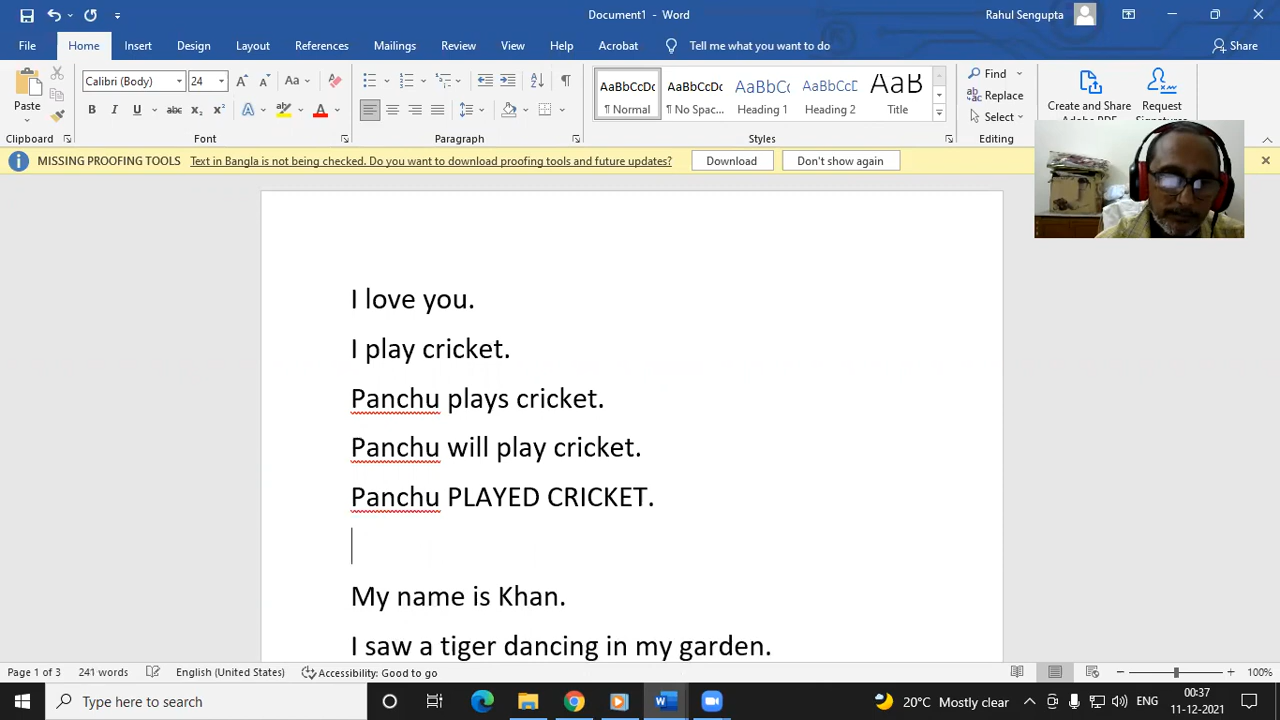 Document1 - Word
Rahul Sengupta
File Home Insert Design Layout References Mailings Review View Help Acrobat Tell me what you want to do Share
Paste
Calibri (Body) 24
AaBbCcDc AaBbCcDc AaBbCc AaBbCcD AaB
¶ Normal ¶ No Spac... Heading 1 Heading 2 Title
Find
Replace
Select
Create and Share
Adobe PDF
Request
Signatures
Clipboard Font Paragraph Styles Editing
MISSING PROOFING TOOLS Text in Bangla is not being checked. Do you want to download proofing tools and future updates? Download Don't show again
I love you.
I play cricket.
Panchu plays cricket.
Panchu will play cricket.
Panchu PLAYED CRICKET.
My name is Khan.
I saw a tiger dancing in my garden.
Page 1 of 3 241 words English (United States) Accessibility: Good to go 100%
Type here to search
20°C Mostly clear ENG
00:37
11-12-2021